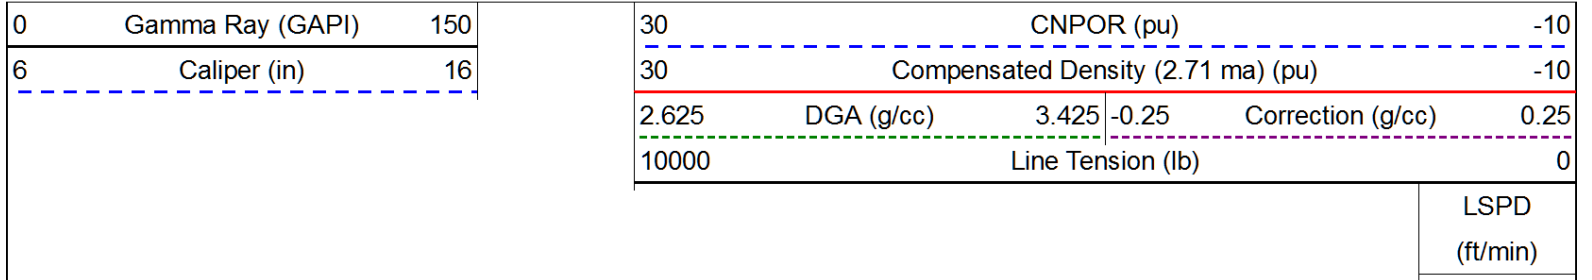 0 Gamma Ray (GAPI) 150 30 CNPOR (pu) -10
6 Caliper (in) 16 30 Compensated Density (2.71 ma) (pu) -10
2.625 DGA (g/cc) 3.425 -0.25 Correction (g/cc) 0.25
10000 Line Tension (lb) 0
LSPD
(ft/min)